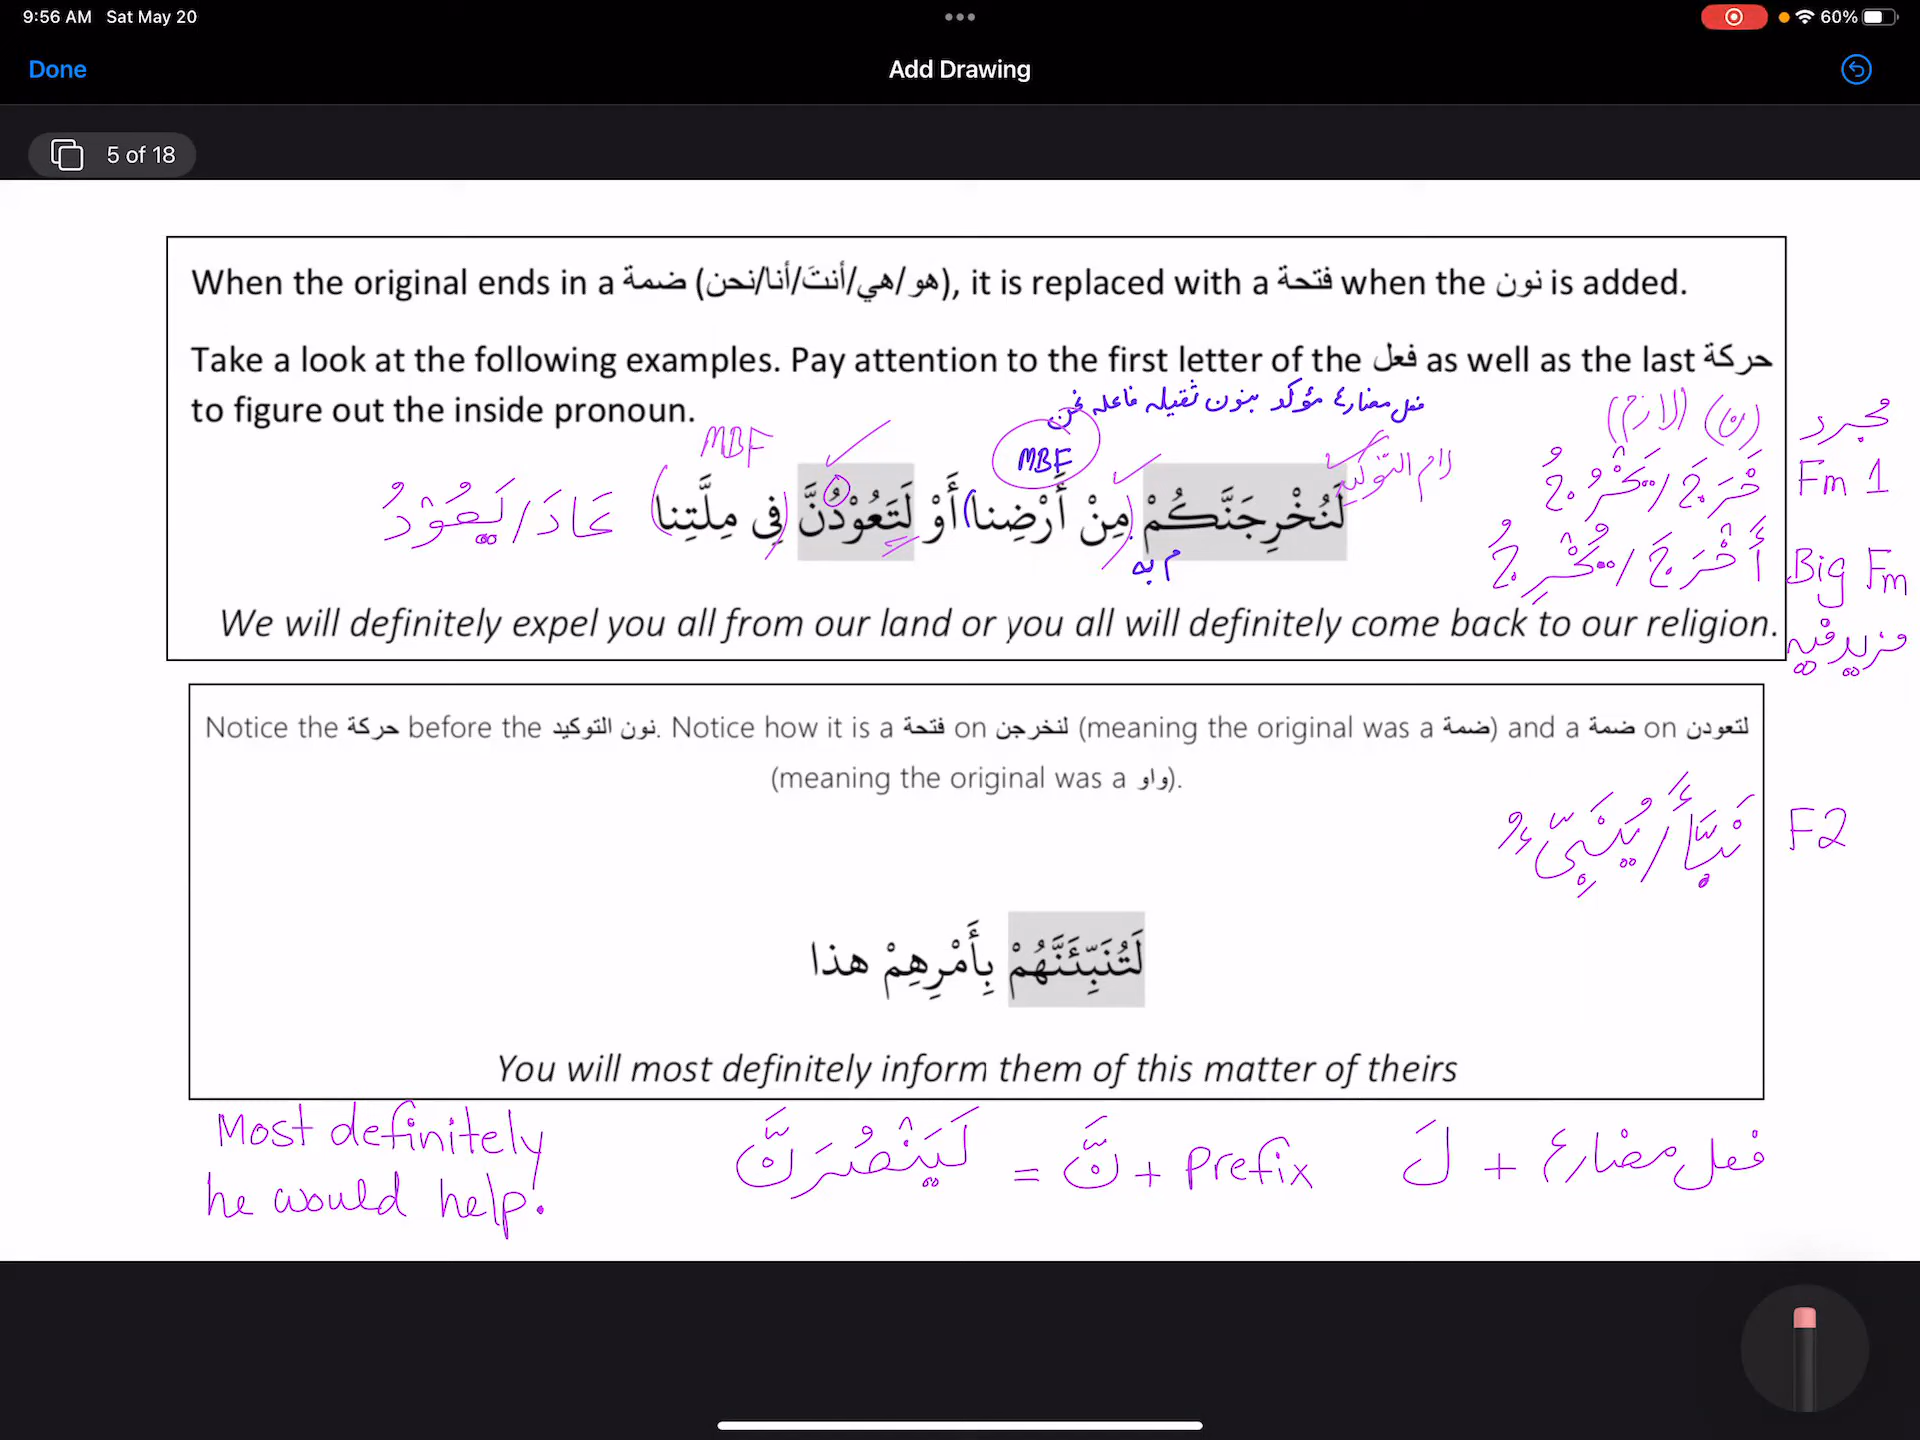 9:56 AM Sat May 20
60%
Done
Add Drawing
5 of 18
When the original ends in a ضمة (هو/هي/أنتَ/أنا/نحن), it is replaced with a فتحة when the نون is added.
Take a look at the following examples. Pay attention to the first letter of the فعل as well as the last حركة
to figure out the inside pronoun.
فعل مضارع مؤكد بنون ثقيله فاعله نحن
MBF
MBF
لام التوكيد
(ن) (لازم)
مجرد
خَرَجَ/يَخْرُجُ Fm 1
لَنُخْرِجَنَّكُمْ مِنْ أَرْضِنا أَوْ لَتَعُوْدُنَّ فِي مِلَّتِنا
عَادَ/يَعُوْدُ
م به
أَخْرَجَ/يُخْرِجُ Big Fm
مزيد فيه
We will definitely expel you all from our land or you all will definitely come back to our religion.
Notice the حركة before the نون التوكيد. Notice how it is a فتحة on لنخرجن (meaning the original was a ضمة) and a ضمة on لتعودن
(meaning the original was a واو).
نَبَّأَ/يُنَبِّئُ F2
لَتُنَبِّئَنَّهُمْ بِأَمْرِهِمْ هذا
You will most definitely inform them of this matter of theirs
فعل مضارع + لَ prefix + نَّ = لَيَنْصُرَنَّ
Most definitely
he would help!